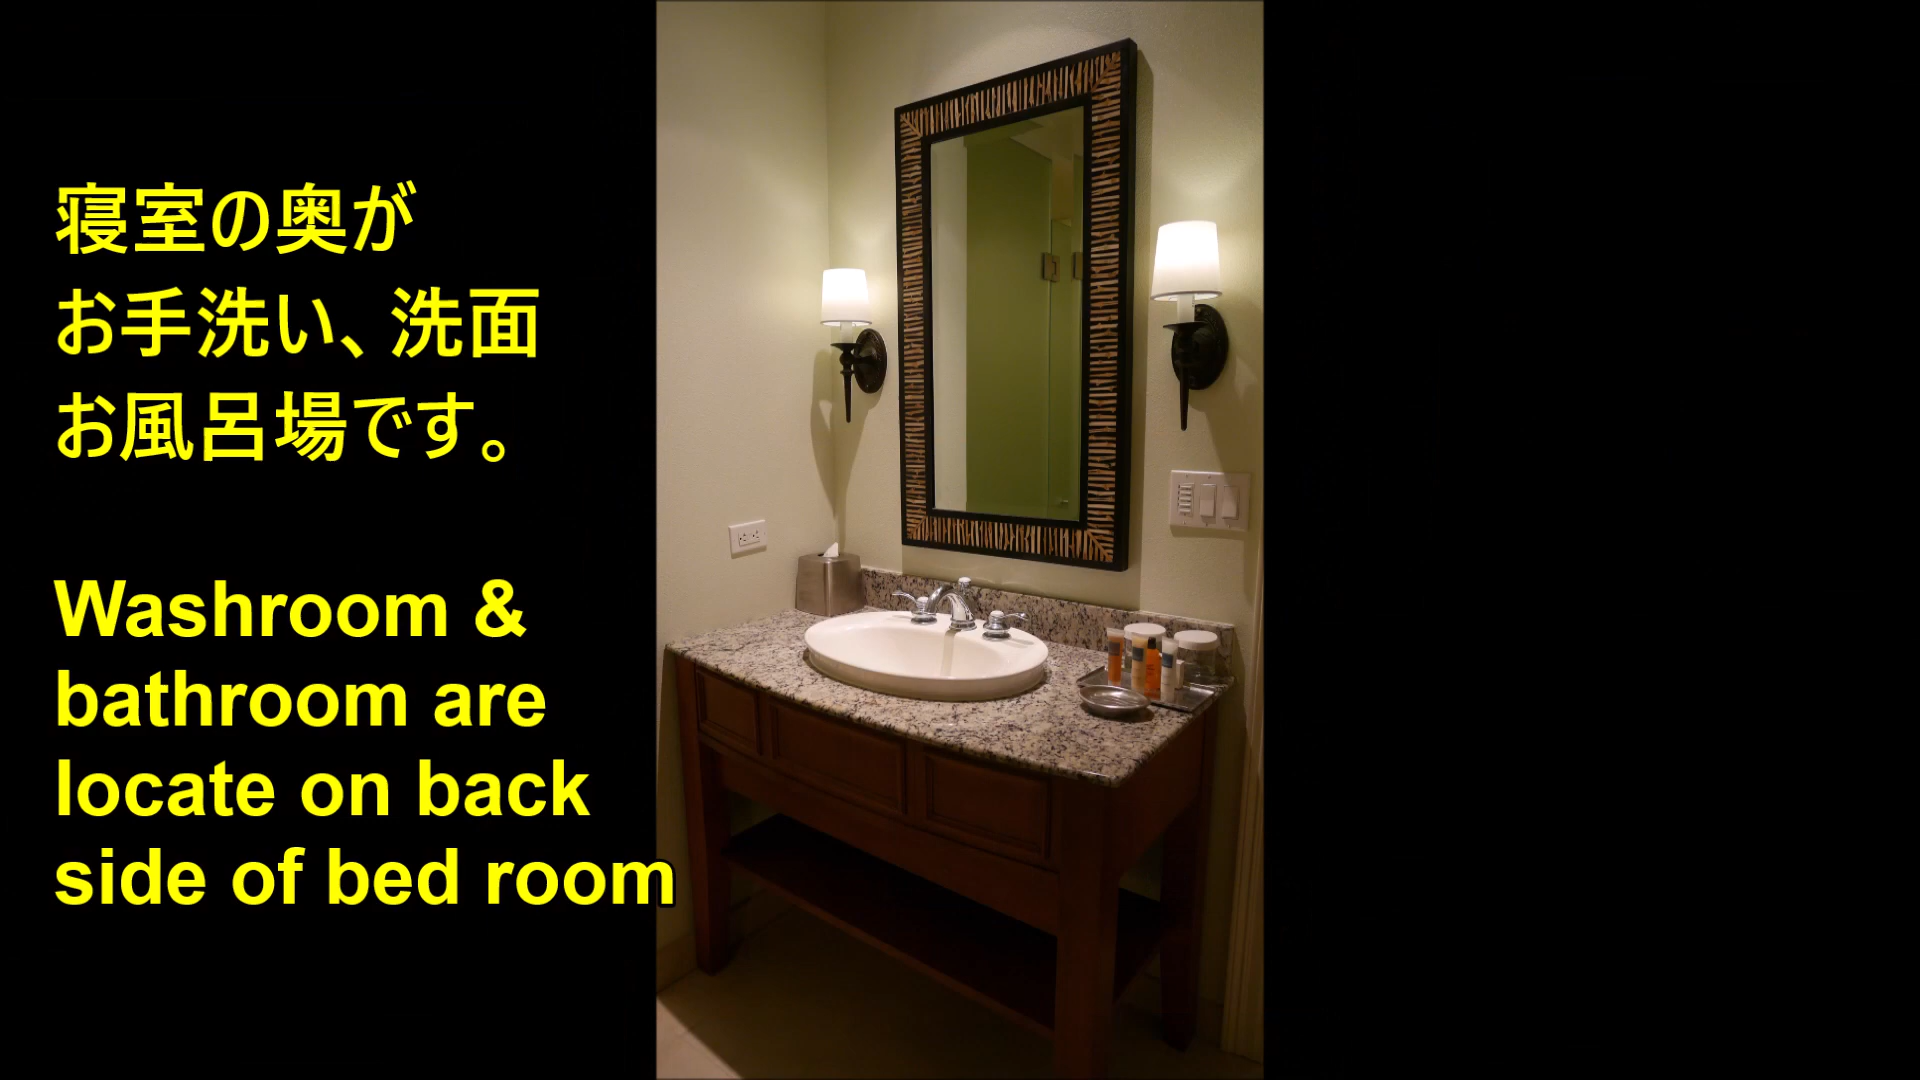 寝室の奥が
お手洗い、洗面
お風呂場です。
Washroom &
bathroom are
locate on back
side of bed room